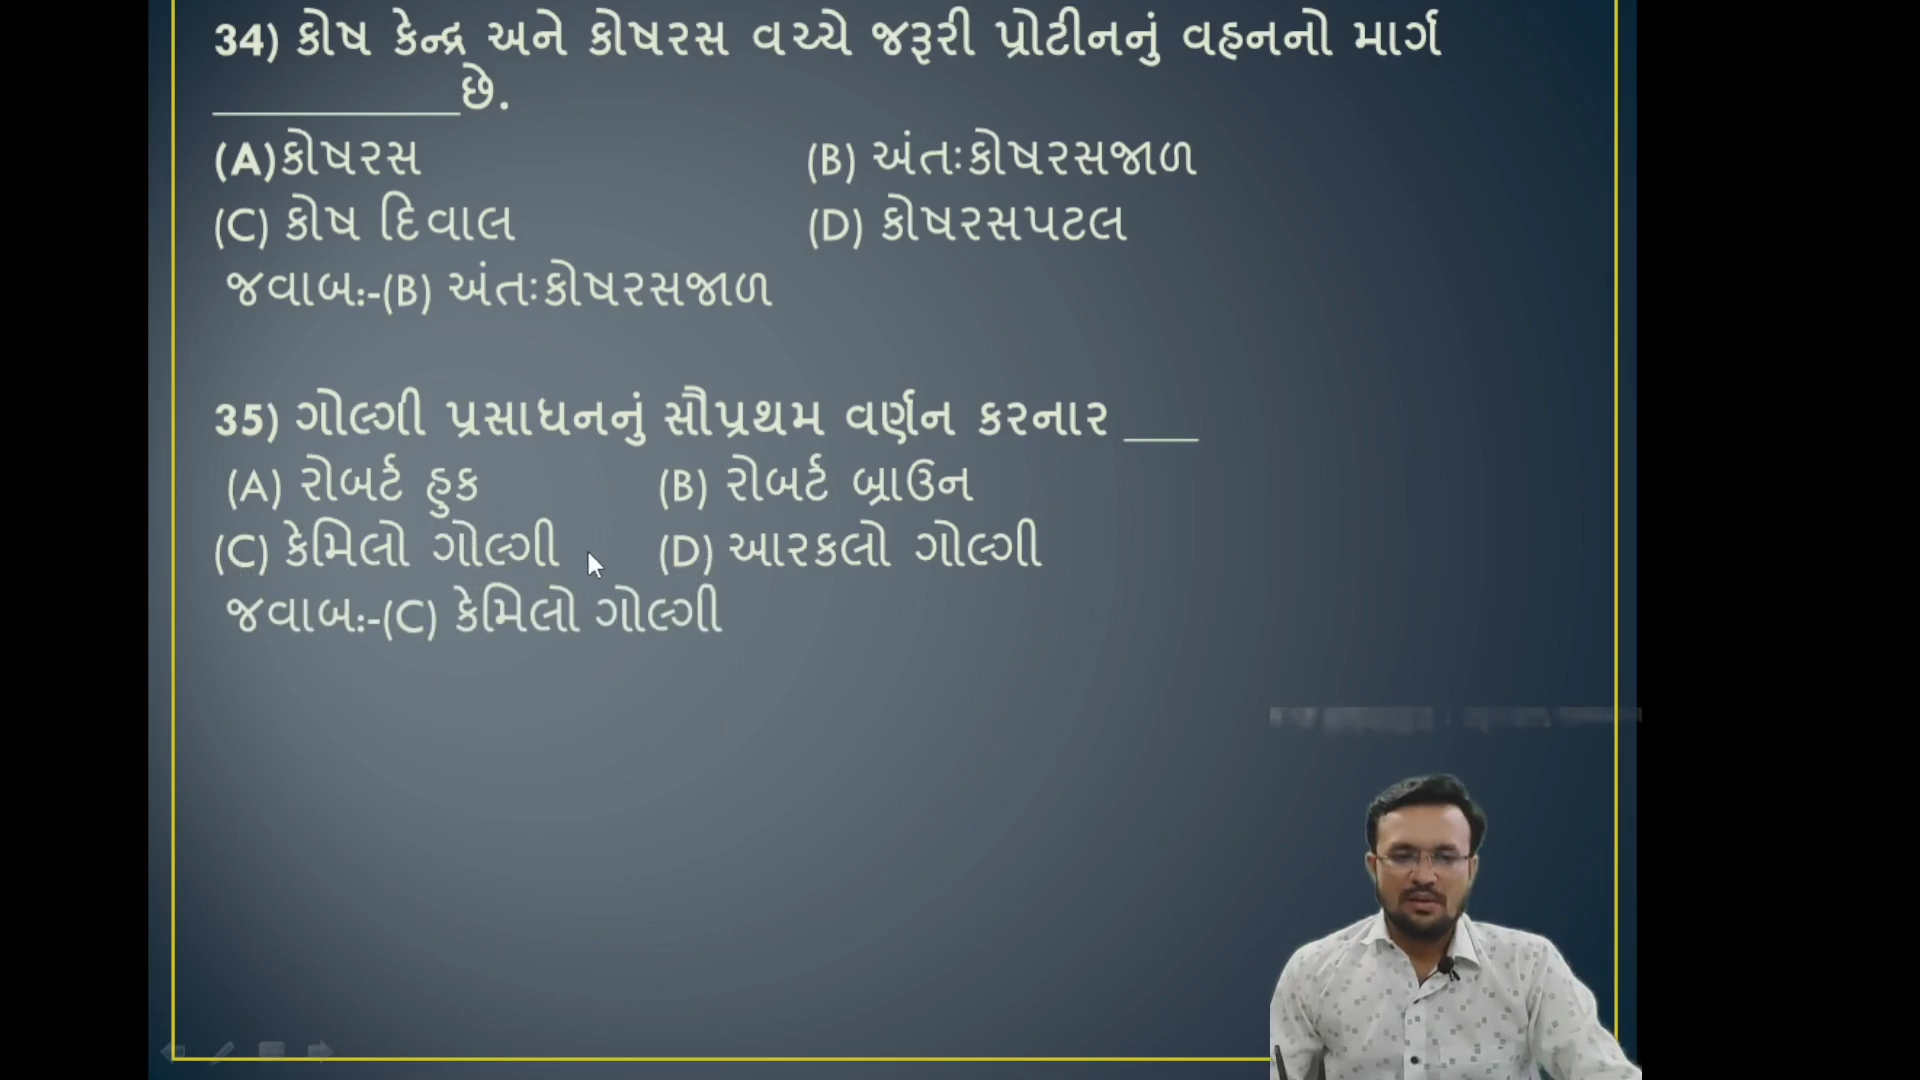 34) કોષ કેન્દ્ર અને કોષરસ વચ્ચે જરૂરી પ્રોટીનનું વહનનો માર્ગ
__________છે.
(A)કોષરસ (B) અંતઃકોષરસજાળ
(C) કોષ દિવાલ (D) કોષરસપટલ
જવાબઃ-(B) અંતઃકોષરસજાળ
35) ગોલ્ગી પ્રસાધનનું સૌપ્રથમ વર્ણન કરનાર ___
(A) રોબર્ટ હુક (B) રોબર્ટ બ્રાઉન
(C) કેમિલો ગોલ્ગી (D) આરકલો ગોલ્ગી
જવાબઃ-(C) કેમિલો ગોલ્ગી